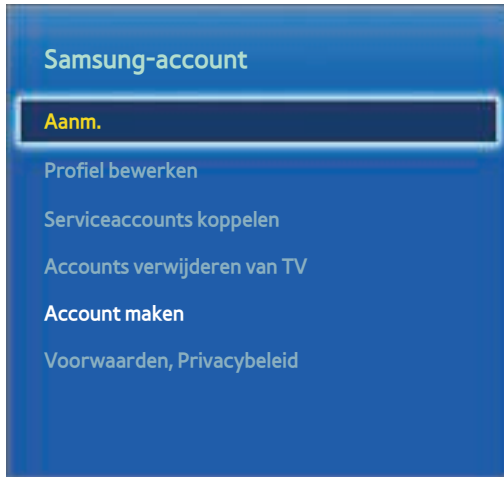 Samsung-account
Aanm.
Profiel bewerken
Serviceaccounts koppelen
Accounts verwijderen van TV
Account maken
Voorwaarden, Privacybeleid